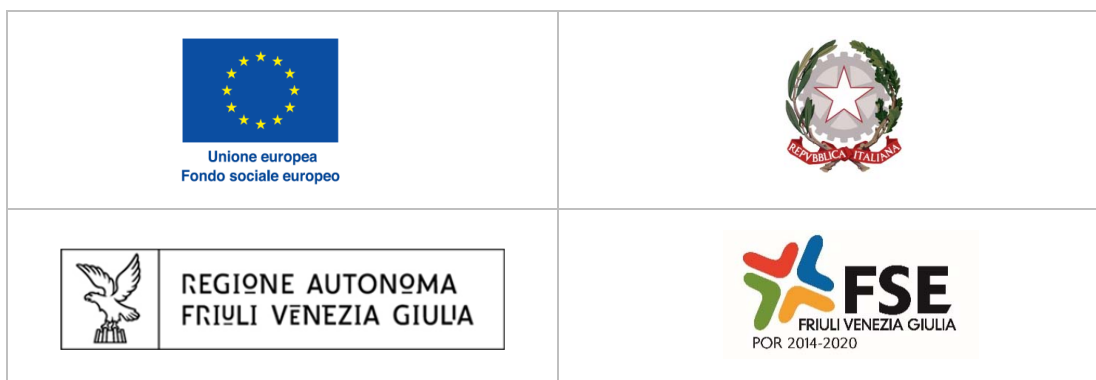 Unione europea
Fondo sociale europeo
REPVBBLICA ITALIANA
REGIONE AUTONOMA
FRIULI VENEZIA GIULIA
FSE
FRIULI VENEZIA GIULIA
POR 2014-2020